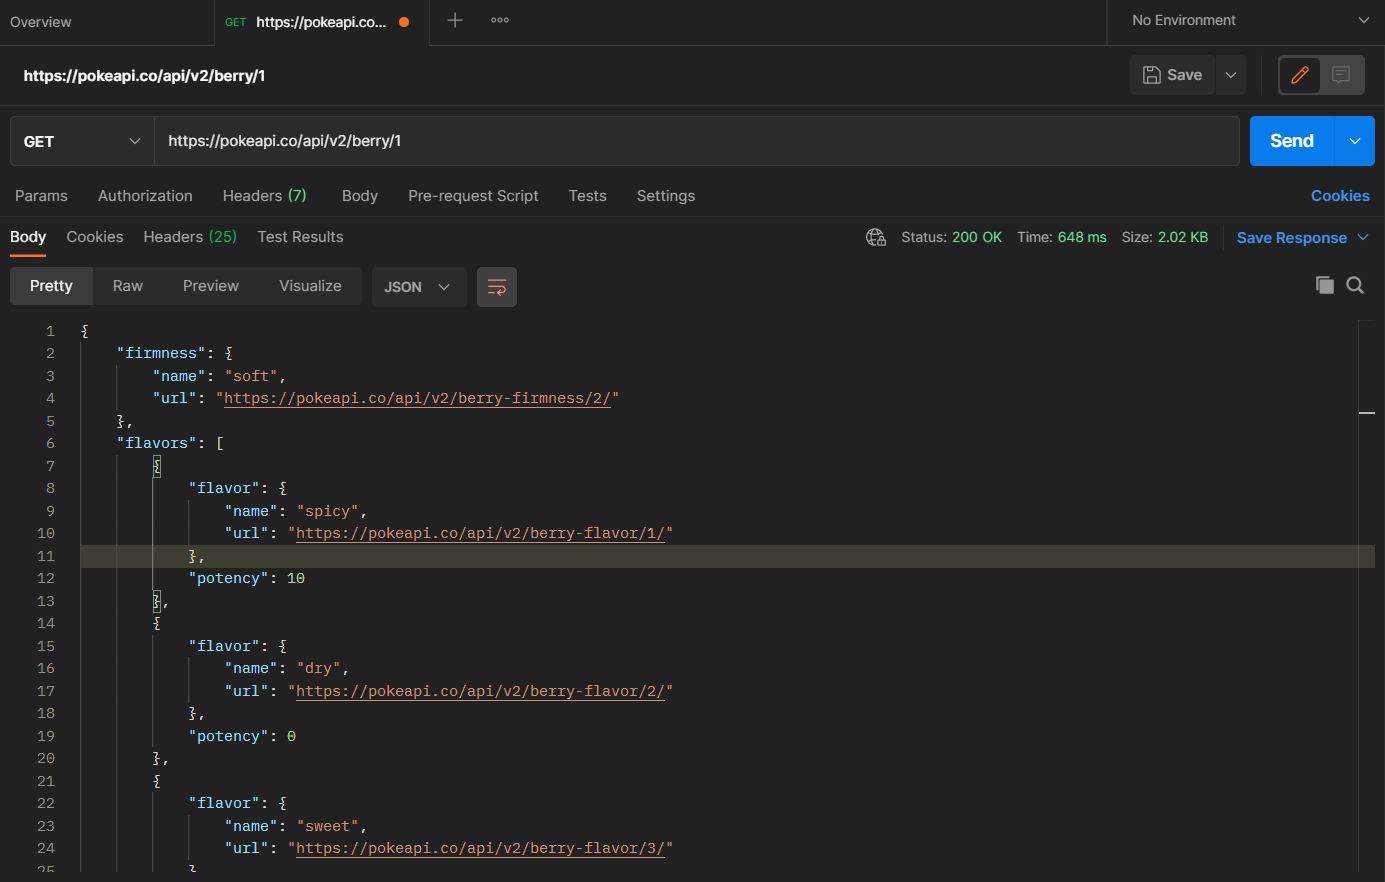 Overview
GET https://pokeapi.co...
No Environment
https://pokeapi.co/api/v2/berry/1
Save
GET
https://pokeapi.co/api/v2/berry/1
Send
Params Authorization Headers (7) Body Pre-request Script Tests Settings Cookies
Body Cookies Headers (25) Test Results Status: 200 OK Time: 648 ms Size: 2.02 KB Save Response
Pretty Raw Preview Visualize JSON
1 {
2 "firmness": {
3 "name": "soft",
4 "url": "https://pokeapi.co/api/v2/berry-firmness/2/"
5 },
6 "flavors": [
7 {
8 "flavor": {
9 "name": "spicy",
10 "url": "https://pokeapi.co/api/v2/berry-flavor/1/"
11 },
12 "potency": 10
13 },
14 {
15 "flavor": {
16 "name": "dry",
17 "url": "https://pokeapi.co/api/v2/berry-flavor/2/"
18 },
19 "potency": 0
20 },
21 {
22 "flavor": {
23 "name": "sweet",
24 "url": "https://pokeapi.co/api/v2/berry-flavor/3/"
25 }